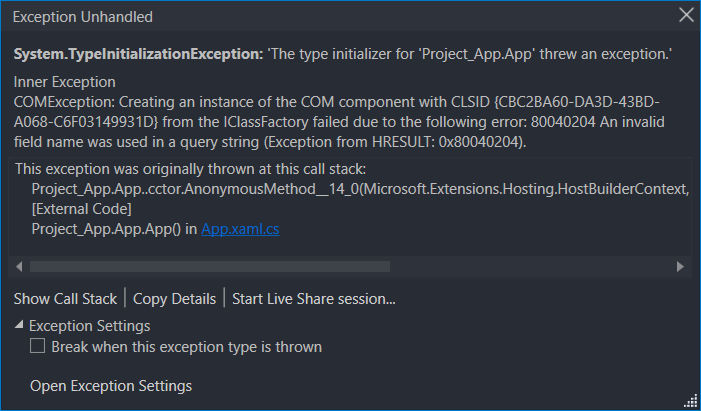 Exception Unhandled
System.TypeInitializationException: 'The type initializer for 'Project_App.App' threw an exception.'
Inner Exception
COMException: Creating an instance of the COM component with CLSID {CBC2BA60-DA3D-43BD-
A068-C6F03149931D} from the IClassFactory failed due to the following error: 80040204 An invalid
field name was used in a query string (Exception from HRESULT: 0x80040204).
This exception was originally thrown at this call stack:
Project_App.App..cctor.AnonymousMethod__14_0(Microsoft.Extensions.Hosting.HostBuilderContext,
[External Code]
Project_App.App.App() in App.xaml.cs
Show Call Stack | Copy Details | Start Live Share session...
Exception Settings
Break when this exception type is thrown
Open Exception Settings